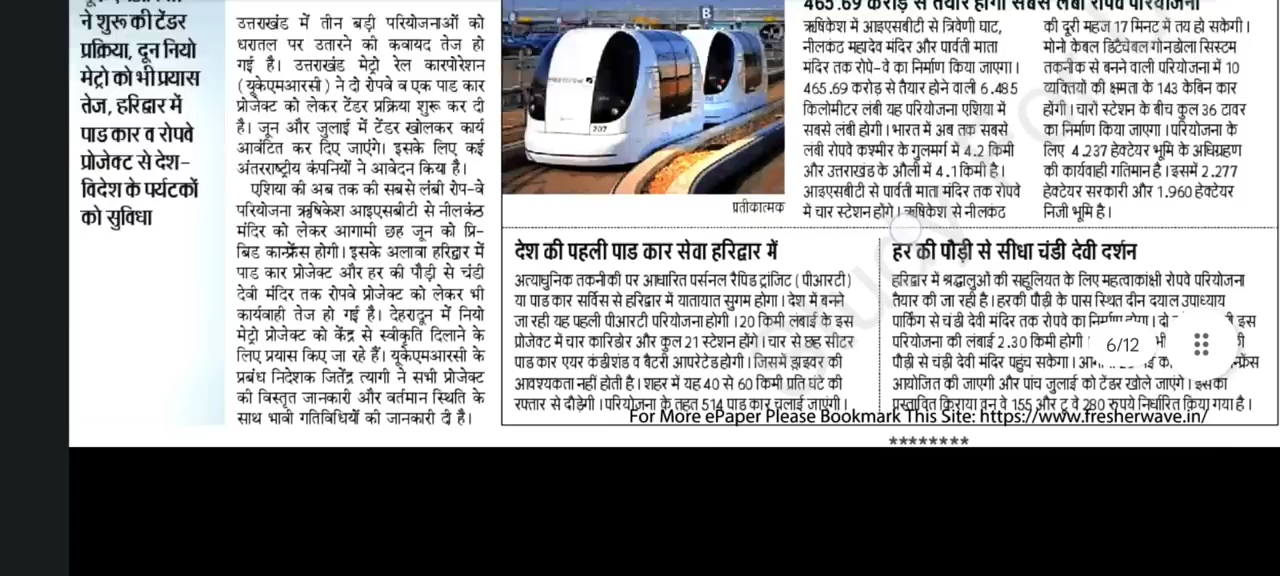 ने शुरू की टेंडर
प्रक्रिया, दून नियो
मेट्रो को भी प्रयास
तेज, हरिद्वार में
पाड कार व रोपवे
प्रोजेक्ट से देश-
विदेश के पर्यटकों
को सुविधा
उत्तराखंड में तीन बड़ी परियोजनाओं को
धरातल पर उतारने को कवायद तेज हो
गई है। उत्तराखंड मेट्रो रेल कारपोरेशन
(यूकेएमआरसी) ने दो रोपवे व एक पाड कार
प्रोजेक्ट को लेकर टेंडर प्रक्रिया शुरू कर दी
है। जून और जुलाई में टेंडर खोलकर कार्य
आवंटित कर दिए जाएंगे। इसके लिए कई
अंतरराष्ट्रीय कंपनियों ने आवेदन किया है।
एशिया की अब तक की सबसे लंबी रोप-वे
परियोजना ऋषिकेश आइएसबीटी से नीलकंठ
मंदिर को लेकर आगामी छह जून को प्रि-
बिड कान्फ्रेंस होगी। इसके अलावा हरिद्वार में
पाड कार प्रोजेक्ट और हर की पौड़ी से चंडी
देवी मंदिर तक रोपवे प्रोजेक्ट को लेकर भी
कार्यवाही तेज हो गई है। देहरादून में नियो
मेट्रो प्रोजेक्ट को केंद्र से स्वीकृति दिलाने के
लिए प्रयास किए जा रहे हैं। यूकेएमआरसी के
प्रबंध निदेशक जितेंद्र त्यागी ने सभी प्रोजेक्ट
की विस्तृत जानकारी और वर्तमान स्थिति के
साथ भावी गतिविधियों की जानकारी दी है।
B
207
प्रतीकात्मक
465.69 करोड़ से तैयार होगी सबसे लंबी रोपवे परियोजना
ऋषिकेश में आइएसबीटी से त्रिवेणी घाट,
नीलकंठ महादेव मंदिर और पार्वती माता
मंदिर तक रोप-वे का निर्माण किया जाएगा।
465.69 करोड़ से तैयार होने वाली 6.485
किलोमीटर लंबी यह परियोजना एशिया में
सबसे लंबी होगी। भारत में अब तक सबसे
लंबी रोपवे कश्मीर के गुलमर्ग में 4.2 किमी
और उत्तराखंड के औली में 4.1 किमी है।
आइएसबीटी से पार्वती माता मंदिर तक रोपवे
में चार स्टेशन होंगे। ऋषिकेश से नीलकंठ
की दूरी महज 17 मिनट में तय हो सकेगी।
मोनो केबल डिटैचेबल गोनडोला सिस्टम
तकनीक से बनने वाली परियोजना में 10
व्यक्तियों की क्षमता के 143 केबिन कार
होंगी। चारों स्टेशन के बीच कुल 36 टावर
का निर्माण किया जाएगा। परियोजना के
लिए 4.237 हेक्टेयर भूमि के अधिग्रहण
की कार्यवाही गतिमान है। इसमें 2.277
हेक्टेयर सरकारी और 1.960 हेक्टेयर
निजी भूमि है।
देश की पहली पाड कार सेवा हरिद्वार में
अत्याधुनिक तकनीकी पर आधारित पर्सनल रैपिड ट्रांजिट (पीआरटी)
या पाड कार सर्विस से हरिद्वार में यातायात सुगम होगा। देश में बनने
जा रही यह पहली पीआरटी परियोजना होगी। 20 किमी लंबाई के इस
प्रोजेक्ट में चार कारिडोर और कुल 21 स्टेशन होंगे। चार से छह सीटर
पाड कार एयर कंडीशंड व बैटरी आपरेटेड होगी। जिसमें ड्राइवर की
आवश्यकता नहीं होती है। शहर में यह 40 से 60 किमी प्रति घंटे की
रफ्तार से दौड़ेगी। परियोजना के तहत 514 पाड कार चलाई जाएंगी।
हर की पौड़ी से सीधा चंडी देवी दर्शन
हरिद्वार में श्रद्धालुओं की सहूलियत के लिए महत्वाकांक्षी रोपवे परियोजना
तैयार की जा रही है। हरकी पौड़ी के पास स्थित दीन दयाल उपाध्याय
पार्किंग से चंडी देवी मंदिर तक रोपवे का निर्माण होगा। दो इस
परियोजना की लंबाई 2.30 किमी होगी।
पौड़ी से चंड़ी देवी मंदिर पहुंच सकेगा।
आयोजित की जाएगी और पांच जुलाई को टेंडर खोले जाएंगे। इसका
प्रस्तावित किराया वन वे 155 और टू वे 280 रुपये निर्धारित किया गया है।
6/12
For More ePaper Please Bookmark This Site: https://www.fresherwave.in/
********